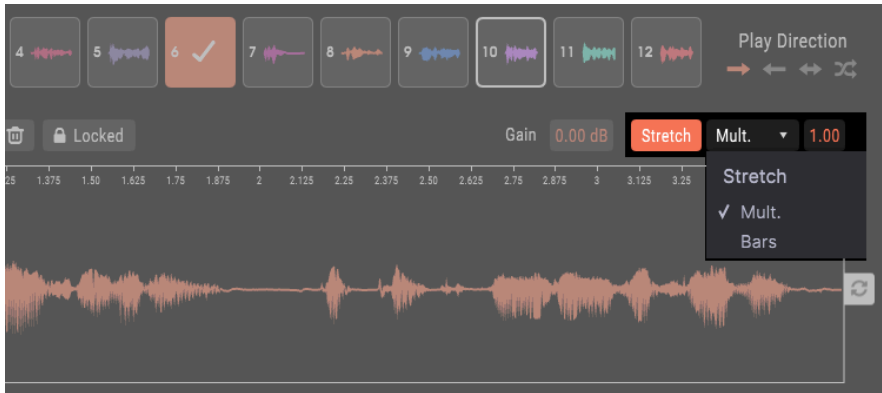 Play Direction
4 5 6 7 8 9 10 11 12
Locked Gain 0.00 dB Stretch Mult. 1.00
25 1.375 1.50 1.625 1.75 1.875 2 2.125 2.25 2.375 2.50 2.625 2.75 2.875 3 3.125 3.25
Stretch
Mult.
Bars